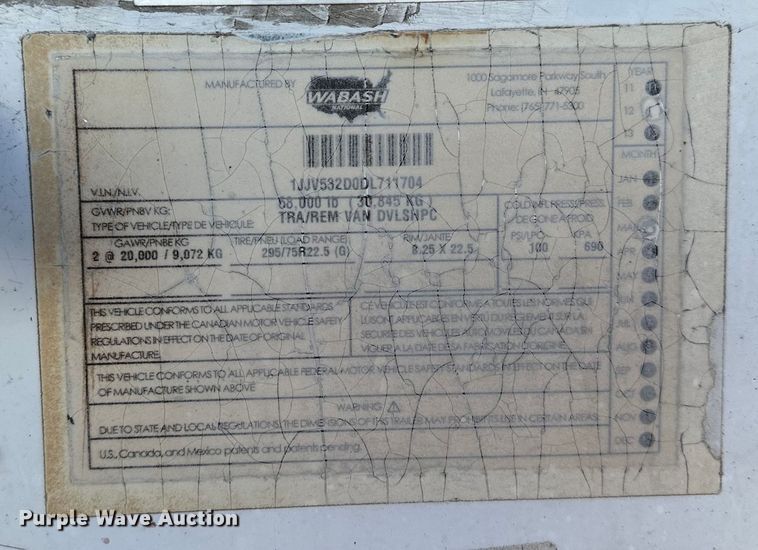 MANUFACTURED BY
WABASH
NATIONAL
1000 Sagamore Parkway South
Lafayette, IN 47905
Phone: (765) 771-5300
YEAR
11
12
13
MONTH
JAN
FEB
MAR
APR
MAY
JUN
JUL
AUG
SEP
OCT
NOV
DEC
V.I.N./N.I.V.
1JJV532D0DL711704
GVWR/PNBV KG:
68,000 lb (30,845 KG)
TYPE OF VEHICLE/TYPE DE VEHICULE:
TRA/REM VAN DVLSHPC
COLD INFL. PRESS./PRESS.
DE GONF. A FROID
GAWR/PNBE KG
TIRE/PNEU (LOAD RANGE)
RIM/JANTE
PSI/LPC
KPA
2 @ 20,000 / 9,072 KG
295/75R22.5 (G)
8.25 X 22.5
100
690
THIS VEHICLE CONFORMS TO ALL APPLICABLE STANDARDS
PRESCRIBED UNDER THE CANADIAN MOTOR VEHICLE SAFETY
REGULATIONS IN EFFECT ON THE DATE OF ORIGINAL
MANUFACTURE.
CE VEHICULE EST CONFORME A TOUTES LES NORMES QUI
LUI SONT APPLICABLES EN VERTU DU REGLEMENT SUR LA
SECURITE DES VEHICULES AUTOMOBILES DU CANADA EN
VIGUEUR A LA DATE DE SA FABRICATION D'ORIGINE.
THIS VEHICLE CONFORMS TO ALL APPLICABLE FEDERAL MOTOR VEHICLE SAFETY STANDARDS IN EFFECT ON THE DATE
OF MANUFACTURE SHOWN ABOVE
WARNING ⚠
DUE TO STATE AND LOCAL REGULATIONS, THE DIMENSIONS OF THIS TRAILER MAY PROHIBIT ITS USE IN CERTAIN AREAS.
U.S., Canada, and Mexico patents and patents pending.
Purple Wave Auction